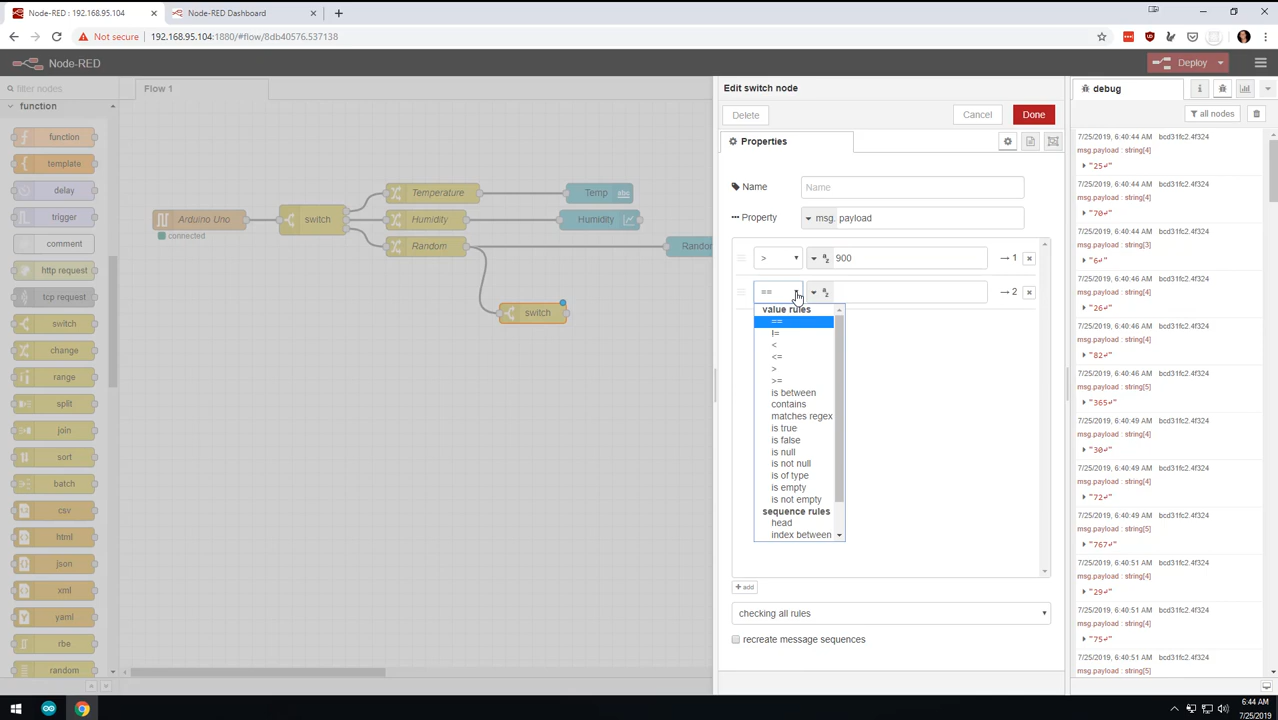 Node-RED : 192.168.95.104
Node-RED Dashboard
Not secure
192.168.95.104:1880/#flow/8db40576.537138
Node-RED
Deploy
filter nodes
function
function
template
delay
trigger
comment
http request
tcp request
switch
change
range
split
join
sort
batch
csv
html
json
xml
yaml
rbe
random
Flow 1
Arduino Uno
connected
switch
Temperature
Temp
abc
Humidity
Humidity
Random
switch
Edit switch node
Delete
Cancel
Done
Properties
Name
Name
Property
msg. payload
> 900 → 1
== → 2
value rules
==
!=
<
<=
>
>=
is between
contains
matches regex
is true
is false
is null
is not null
is of type
is empty
is not empty
sequence rules
head
index between
add
checking all rules
recreate message sequences
debug
all nodes
7/25/2019, 6:40:44 AM bcd31fc2.4f324
msg.payload : string[4]
"25↵"
7/25/2019, 6:40:44 AM bcd31fc2.4f324
msg.payload : string[4]
"70↵"
7/25/2019, 6:40:44 AM bcd31fc2.4f324
msg.payload : string[3]
"6↵"
7/25/2019, 6:40:46 AM bcd31fc2.4f324
msg.payload : string[4]
"26↵"
7/25/2019, 6:40:46 AM bcd31fc2.4f324
msg.payload : string[4]
"82↵"
7/25/2019, 6:40:46 AM bcd31fc2.4f324
msg.payload : string[5]
"365↵"
7/25/2019, 6:40:49 AM bcd31fc2.4f324
msg.payload : string[4]
"30↵"
7/25/2019, 6:40:49 AM bcd31fc2.4f324
msg.payload : string[4]
"72↵"
7/25/2019, 6:40:49 AM bcd31fc2.4f324
msg.payload : string[5]
"767↵"
7/25/2019, 6:40:51 AM bcd31fc2.4f324
msg.payload : string[4]
"29↵"
7/25/2019, 6:40:51 AM bcd31fc2.4f324
msg.payload : string[4]
"75↵"
7/25/2019, 6:40:51 AM bcd31fc2.4f324
msg.payload : string[5]
6:44 AM
7/25/2019